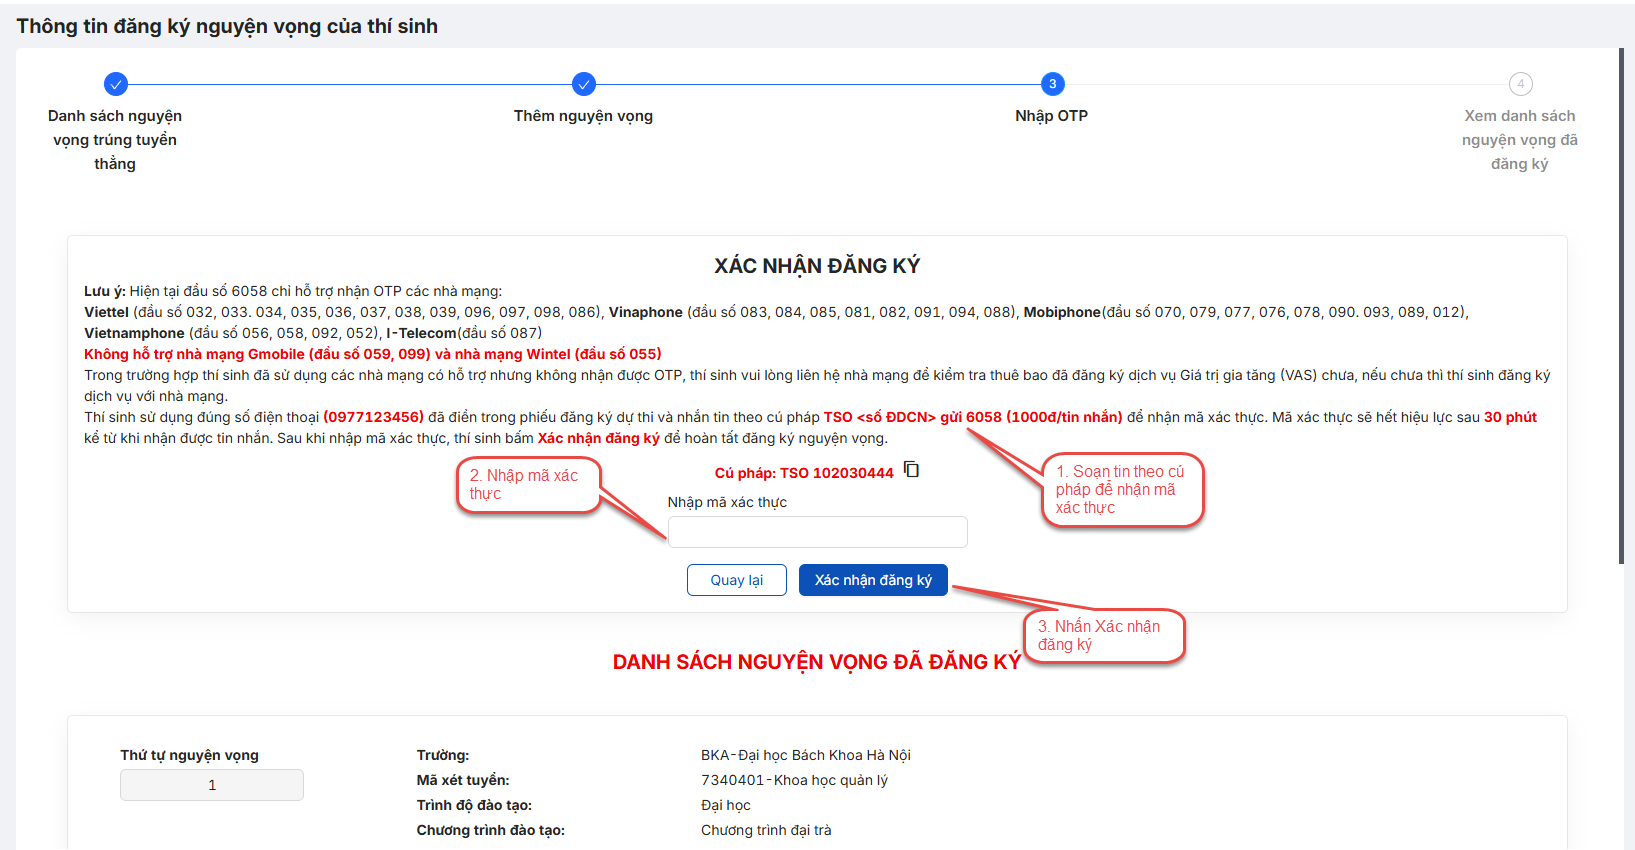 Thông tin đăng ký nguyện vọng của thí sinh
3
4
Danh sách nguyện
vọng trúng tuyển
thẳng
Thêm nguyện vọng
Nhập OTP
Xem danh sách
nguyện vọng đã
đăng ký
XÁC NHẬN ĐĂNG KÝ
Lưu ý: Hiện tại đầu số 6058 chỉ hỗ trợ nhận OTP các nhà mạng:
Viettel (đầu số 032, 033. 034, 035, 036, 037, 038, 039, 096, 097, 098, 086), Vinaphone (đầu số 083, 084, 085, 081, 082, 091, 094, 088), Mobiphone(đầu số 070, 079, 077, 076, 078, 090. 093, 089, 012),
Vietnamphone (đầu số 056, 058, 092, 052), I-Telecom(đầu số 087)
Không hỗ trợ nhà mạng Gmobile (đầu số 059, 099) và nhà mạng Wintel (đầu số 055)
Trong trường hợp thí sinh đã sử dụng các nhà mạng có hỗ trợ nhưng không nhận được OTP, thí sinh vui lòng liên hệ nhà mạng để kiểm tra thuê bao đã đăng ký dịch vụ Giá trị gia tăng (VAS) chưa, nếu chưa thì thí sinh đăng ký
dịch vụ với nhà mạng.
Thí sinh sử dụng đúng số điện thoại (0977123456) đã điền trong phiếu đăng ký dự thi và nhắn tin theo cú pháp TSO <số ĐDCN> gửi 6058 (1000đ/tin nhắn) để nhận mã xác thực. Mã xác thực sẽ hết hiệu lực sau 30 phút
kể từ khi nhận được tin nhắn. Sau khi nhập mã xác thực, thí sinh bấm Xác nhận đăng ký để hoàn tất đăng ký nguyện vọng.
Cú pháp: TSO 102030444
1. Soạn tin theo cú
pháp để nhận mã
xác thực
2. Nhập mã xác
thực
Nhập mã xác thực
Quay lại
Xác nhận đăng ký
3. Nhấn Xác nhận
đăng ký
DANH SÁCH NGUYỆN VỌNG ĐÃ ĐĂNG KÝ
Thứ tự nguyện vọng
1
Trường: BKA-Đại học Bách Khoa Hà Nội
Mã xét tuyển: 7340401-Khoa học quản lý
Trình độ đào tạo: Đại học
Chương trình đào tạo: Chương trình đại trà